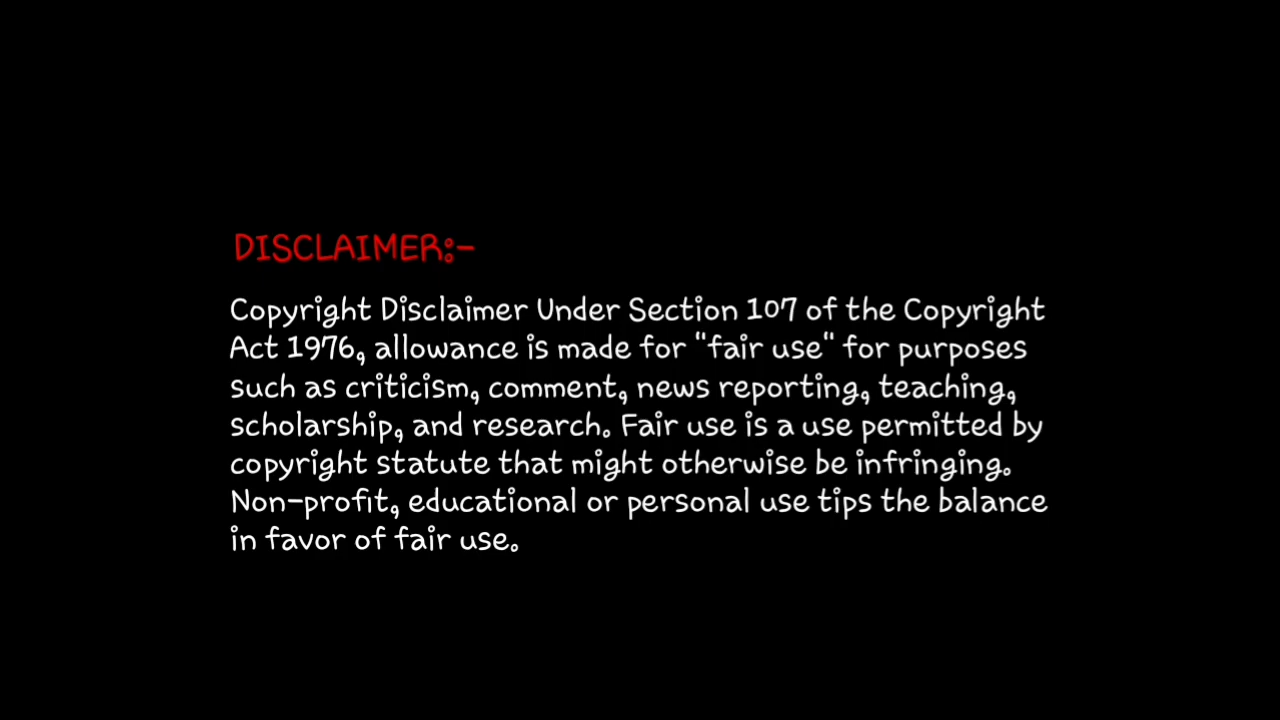 DISCLAIMER:-
Copyright Disclaimer Under Section 107 of the Copyright
Act 1976, allowance is made for "fair use" for purposes
such as criticism, comment, news reporting, teaching,
scholarship, and research. Fair use is a use permitted by
copyright statute that might otherwise be infringing.
Non-profit, educational or personal use tips the balance
in favor of fair use.